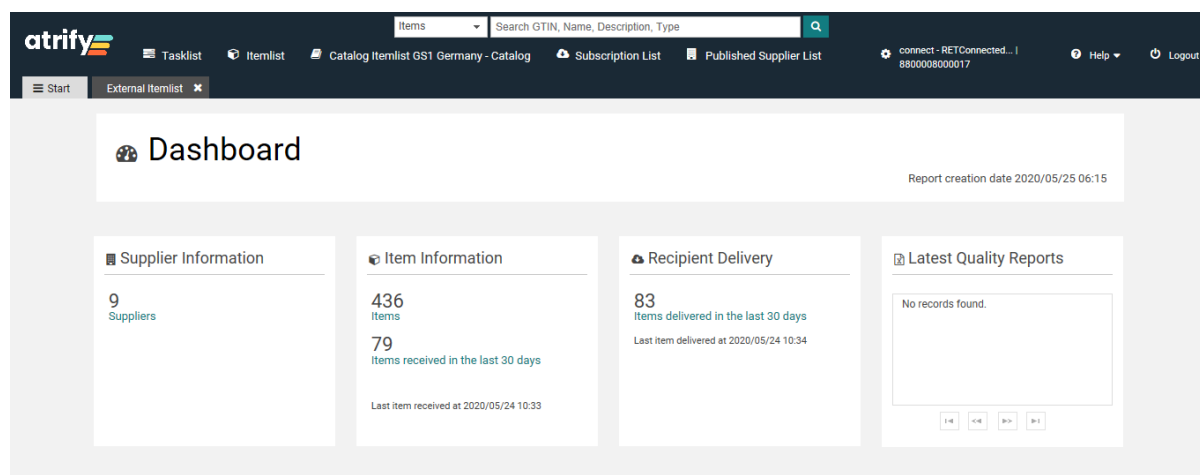 atrify
Items
Search GTIN, Name, Description, Type
Tasklist
Itemlist
Catalog Itemlist GS1 Germany - Catalog
Subscription List
Published Supplier List
connect - RETConnected... |
8800008000017
Help
Logout
Start
External Itemlist
Dashboard
Report creation date 2020/05/25 06:15
Supplier Information
9
Suppliers
Item Information
436
Items
79
Items received in the last 30 days
Last item received at 2020/05/24 10:33
Recipient Delivery
83
Items delivered in the last 30 days
Last item delivered at 2020/05/24 10:34
Latest Quality Reports
No records found.